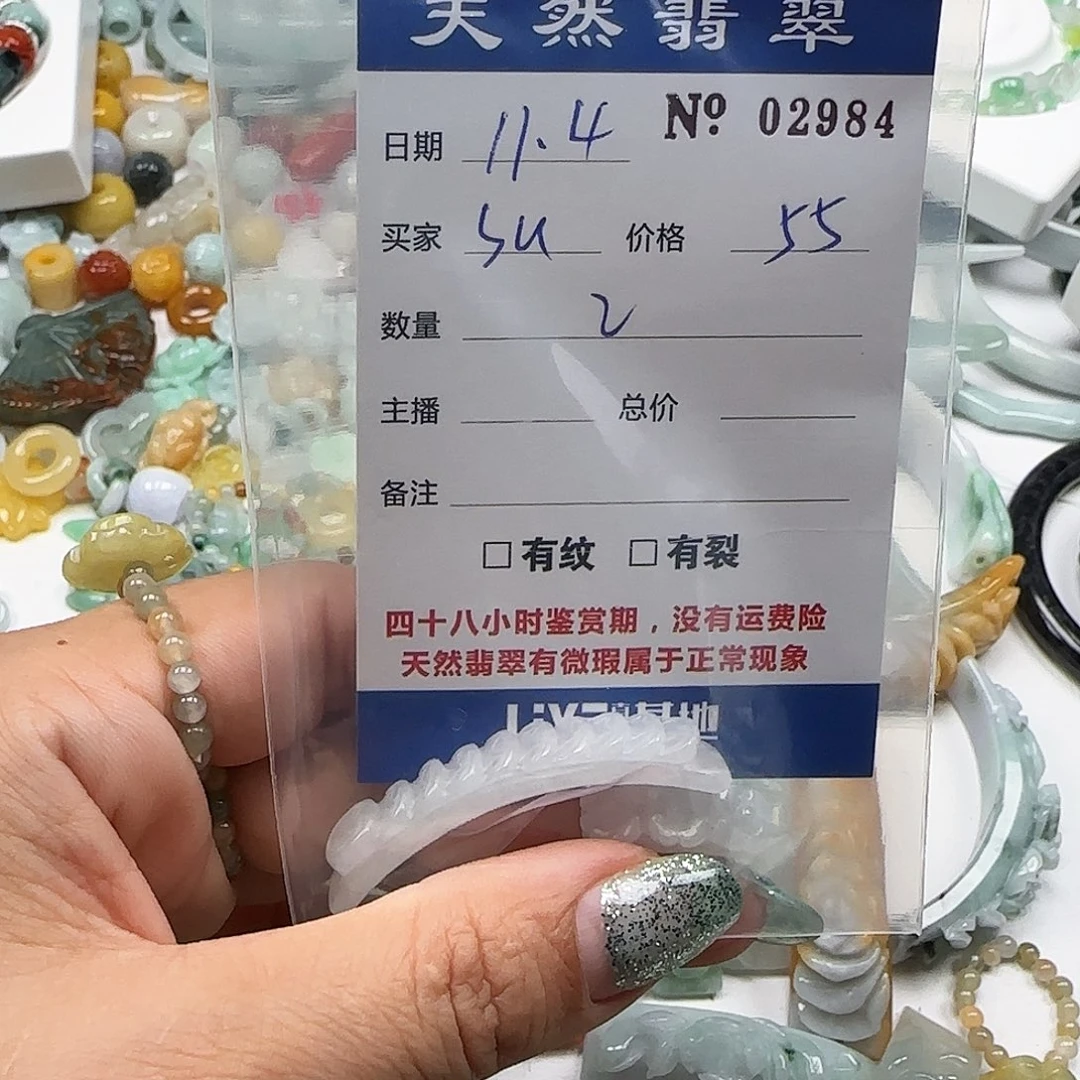 天然翡翠
日期 11.4 Nº 02984
买家 su 价格 55
数量 2
主播 总价
备注
□有纹 □有裂
四十八小时鉴赏期，没有运费险
天然翡翠有微瑕属于正常现象
基地